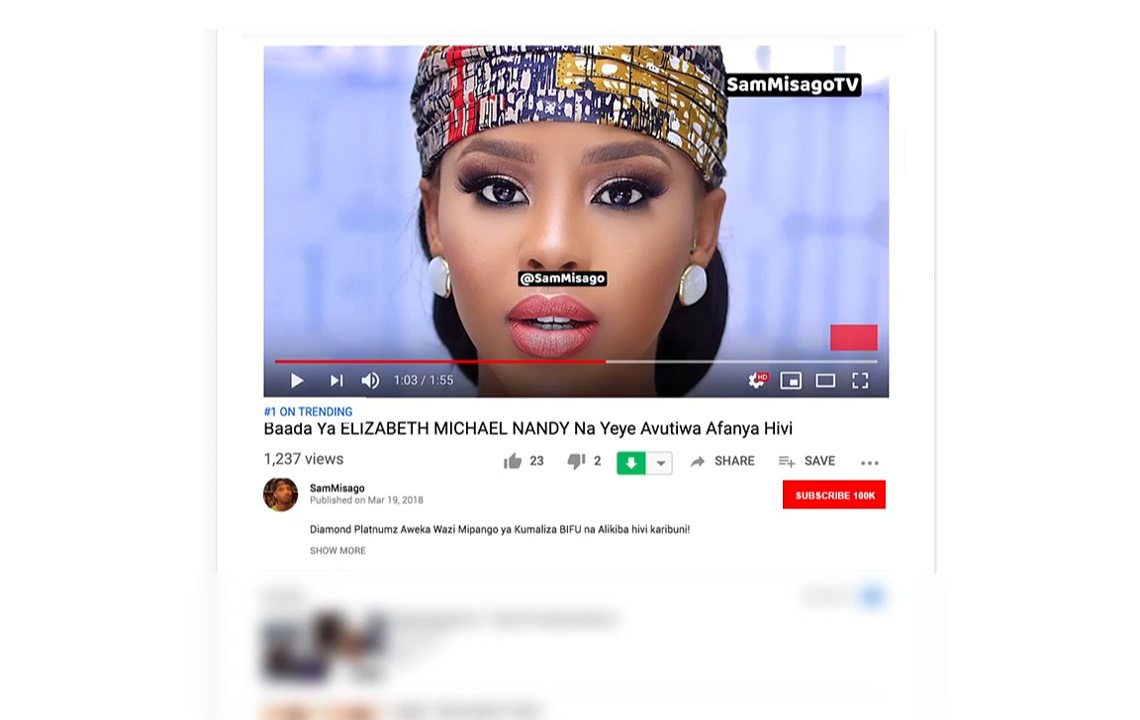 SamMisagoTV
@SamMisago
HD
1:03 / 1:55
#1 ON TRENDING
Baada Ya ELIZABETH MICHAEL NANDY Na Yeye Avutiwa Afanya Hivi
1,237 views
23
2
SHARE
SAVE
SamMisago
Published on Mar 19, 2018
SUBSCRIBE 100K
Diamond Platnumz Aweka Wazi Mipango ya Kumaliza BIFU na Alikiba hivi karibuni!
SHOW MORE